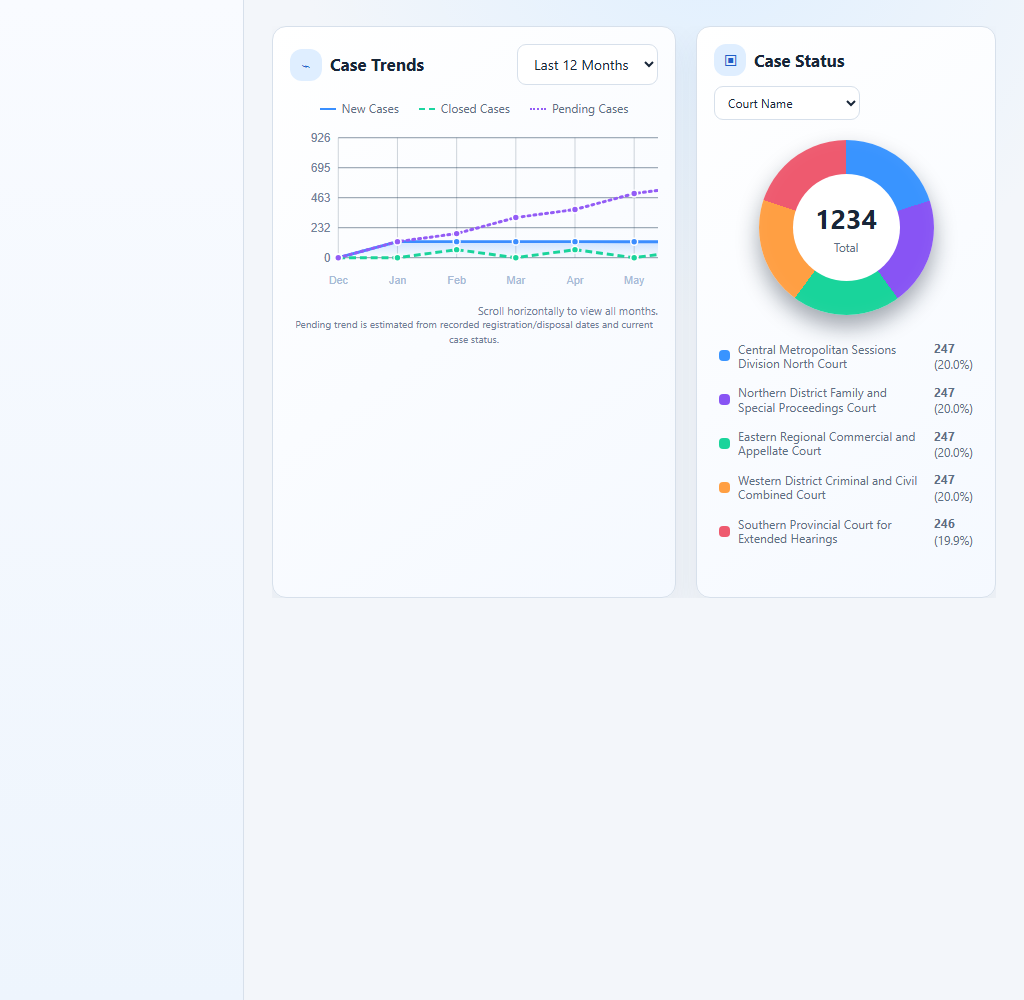 Case Trends
Last 12 Months
New Cases
Closed Cases
Pending Cases
926
695
463
232
0
Dec
Jan
Feb
Mar
Apr
May
Scroll horizontally to view all months.
Pending trend is estimated from recorded registration/disposal dates and current
case status.
Case Status
Court Name
1234
Total
Central Metropolitan Sessions
Division North Court
247
(20.0%)
Northern District Family and
Special Proceedings Court
247
(20.0%)
Eastern Regional Commercial and
Appellate Court
247
(20.0%)
Western District Criminal and Civil
Combined Court
247
(20.0%)
Southern Provincial Court for
Extended Hearings
246
(19.9%)